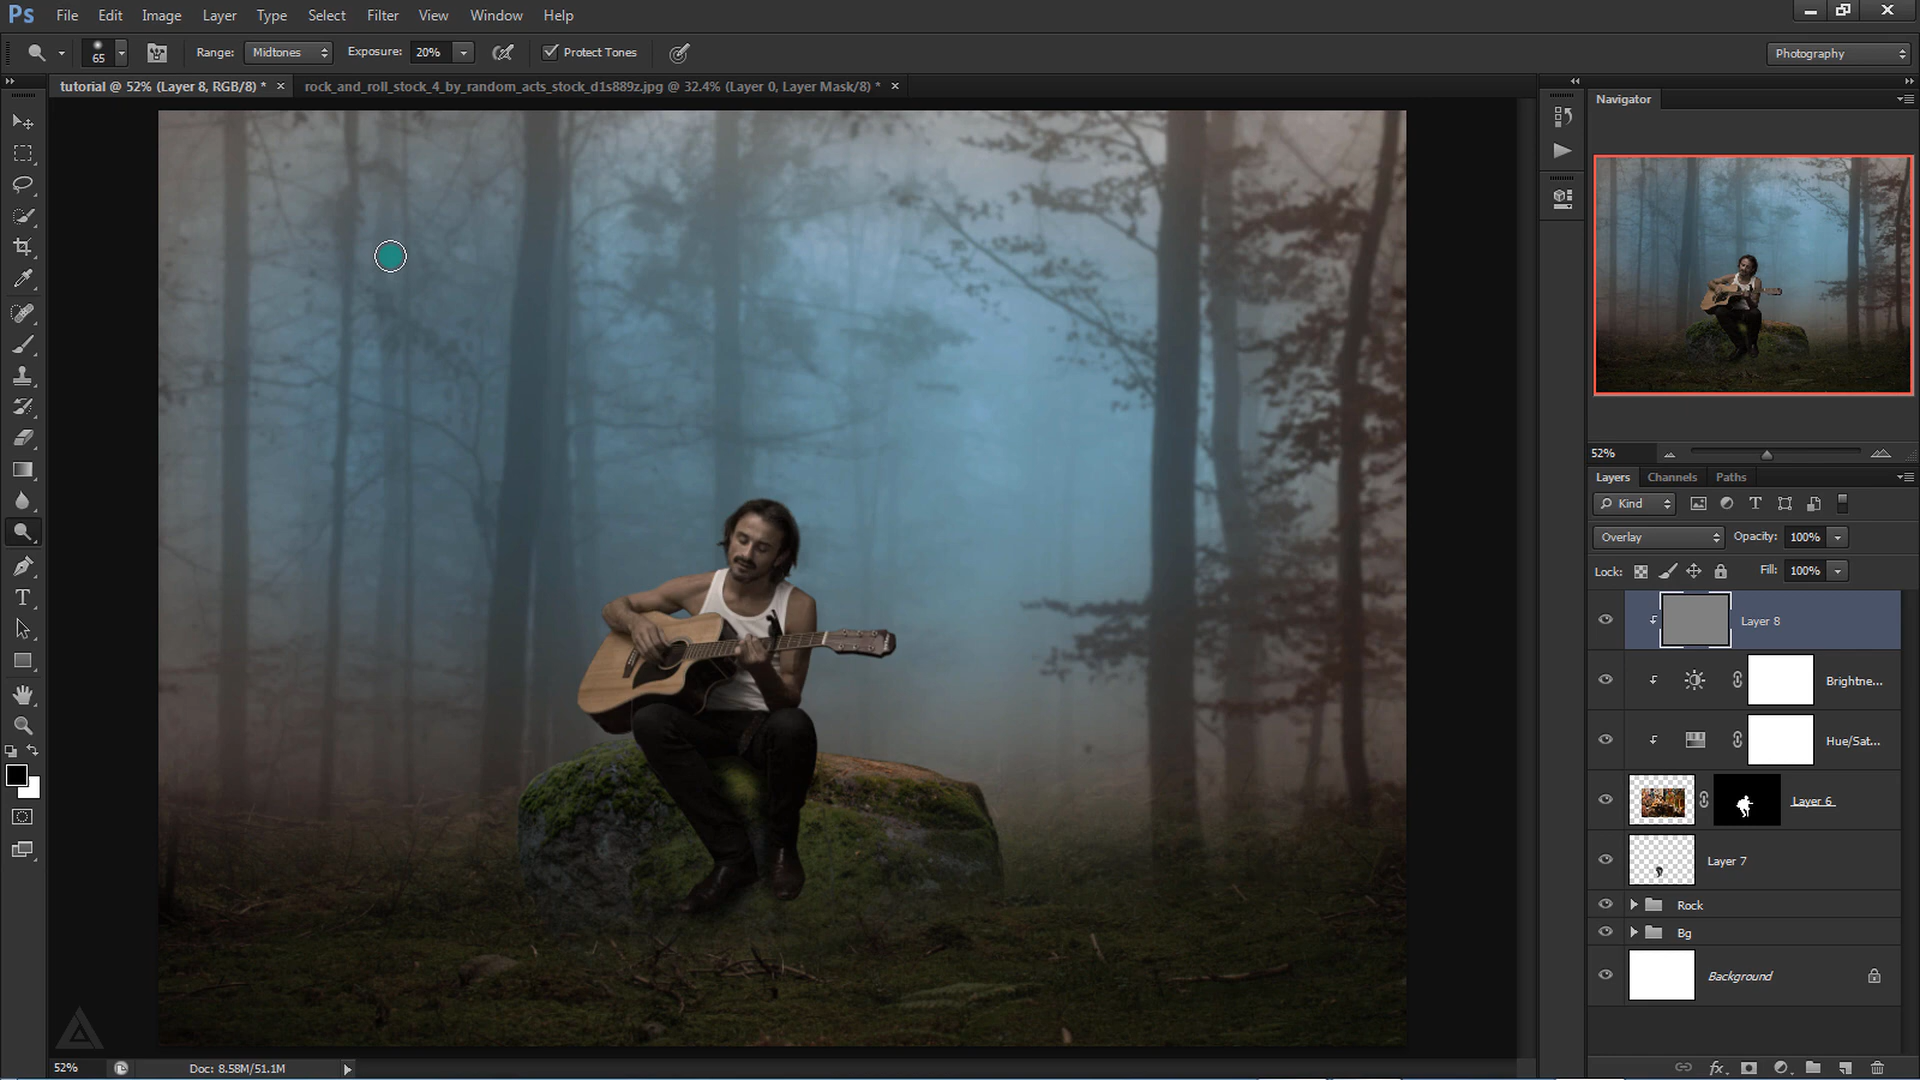 Ps File Edit Image Layer Type Select Filter View Window Help
65 Range: Midtones Exposure: 20% Protect Tones Photography
tutorial @ 52% (Layer 8, RGB/8) * × rock_and_roll_stock_4_by_random_acts_stock_d1s889z.jpg @ 32.4% (Layer 0, Layer Mask/8) * ×
Navigator
52%
Layers Channels Paths
Kind
Overlay Opacity: 100%
Lock: Fill: 100%
Layer 8
Brightne...
Hue/Sat...
Layer 6
Layer 7
Rock
Bg
Background
52% Doc: 8.58M/51.1M